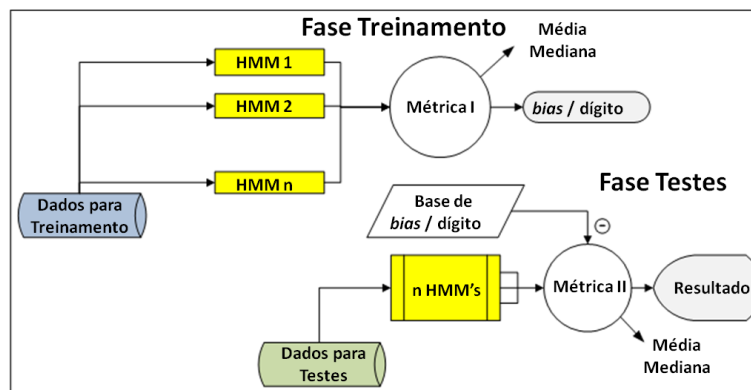 Fase Treinamento
Média
Mediana
HMM 1
HMM 2
Métrica I
bias / dígito
HMM n
Dados para
Treinamento
Fase Testes
Base de
bias / dígito
-
n HMM's
Métrica II
Resultado
Dados para
Testes
Média
Mediana